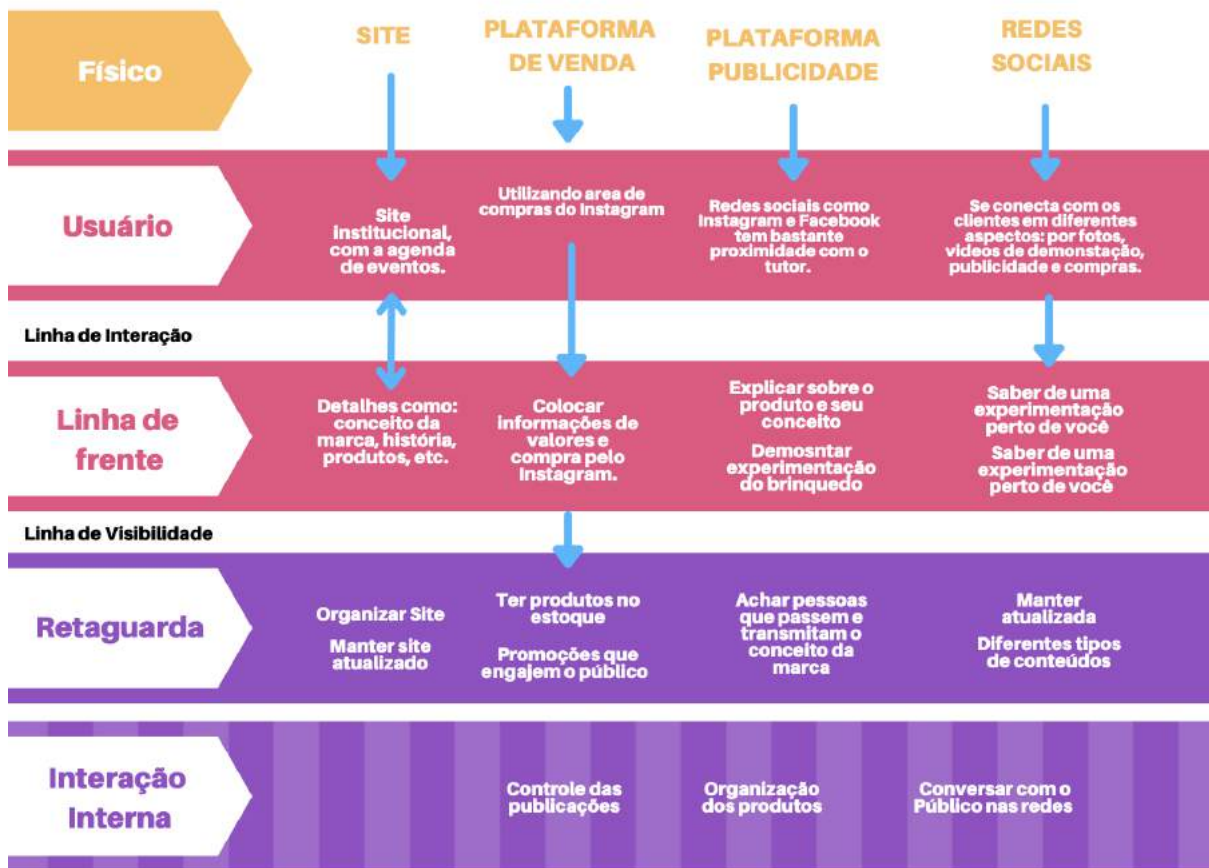 Físico
SITE
PLATAFORMA
DE VENDA
PLATAFORMA
PUBLICIDADE
REDES
SOCIAIS
Usuário
Site
institucional,
com a agenda
de eventos.
Utilizando area de
compras do Instagram
Redes sociais como
Instagram e Facebook
tem bastante
proximidade com o
tutor.
Se conecta com os
clientes em diferentes
aspectos: por fotos,
videos de demonstação,
publicidade e compras.
Linha de Interação
Linha de
frente
Detalhes como:
conceito da
marca, história,
produtos, etc.
Colocar
informações de
valores e
compra pelo
Instagram.
Explicar sobre o
produto e seu
conceito
Demosntar
experimentação
do brinquedo
Saber de uma
experimentação
perto de você
Saber de uma
experimentação
perto de você
Linha de Visibilidade
Retaguarda
Organizar Site
Manter site
atualizado
Ter produtos no
estoque
Promoções que
engajem o público
Achar pessoas
que passem e
transmitam o
conceito da
marca
Manter
atualizada
Diferentes tipos
de conteúdos
Interação
Interna
Controle das
publicações
Organização
dos produtos
Conversar com o
Público nas redes